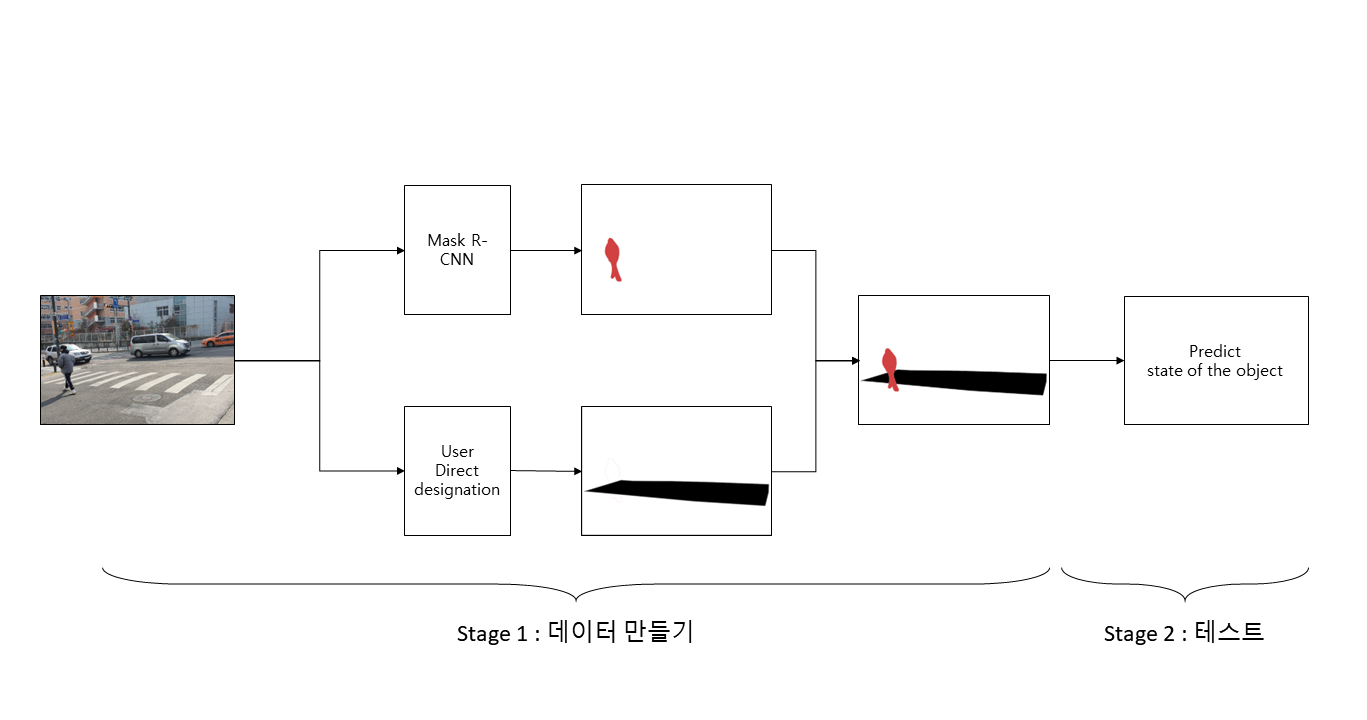 Mask R-
CNN
User
Direct
designation
Predict
state of the object
Stage 1 : 데이터 만들기
Stage 2 : 테스트